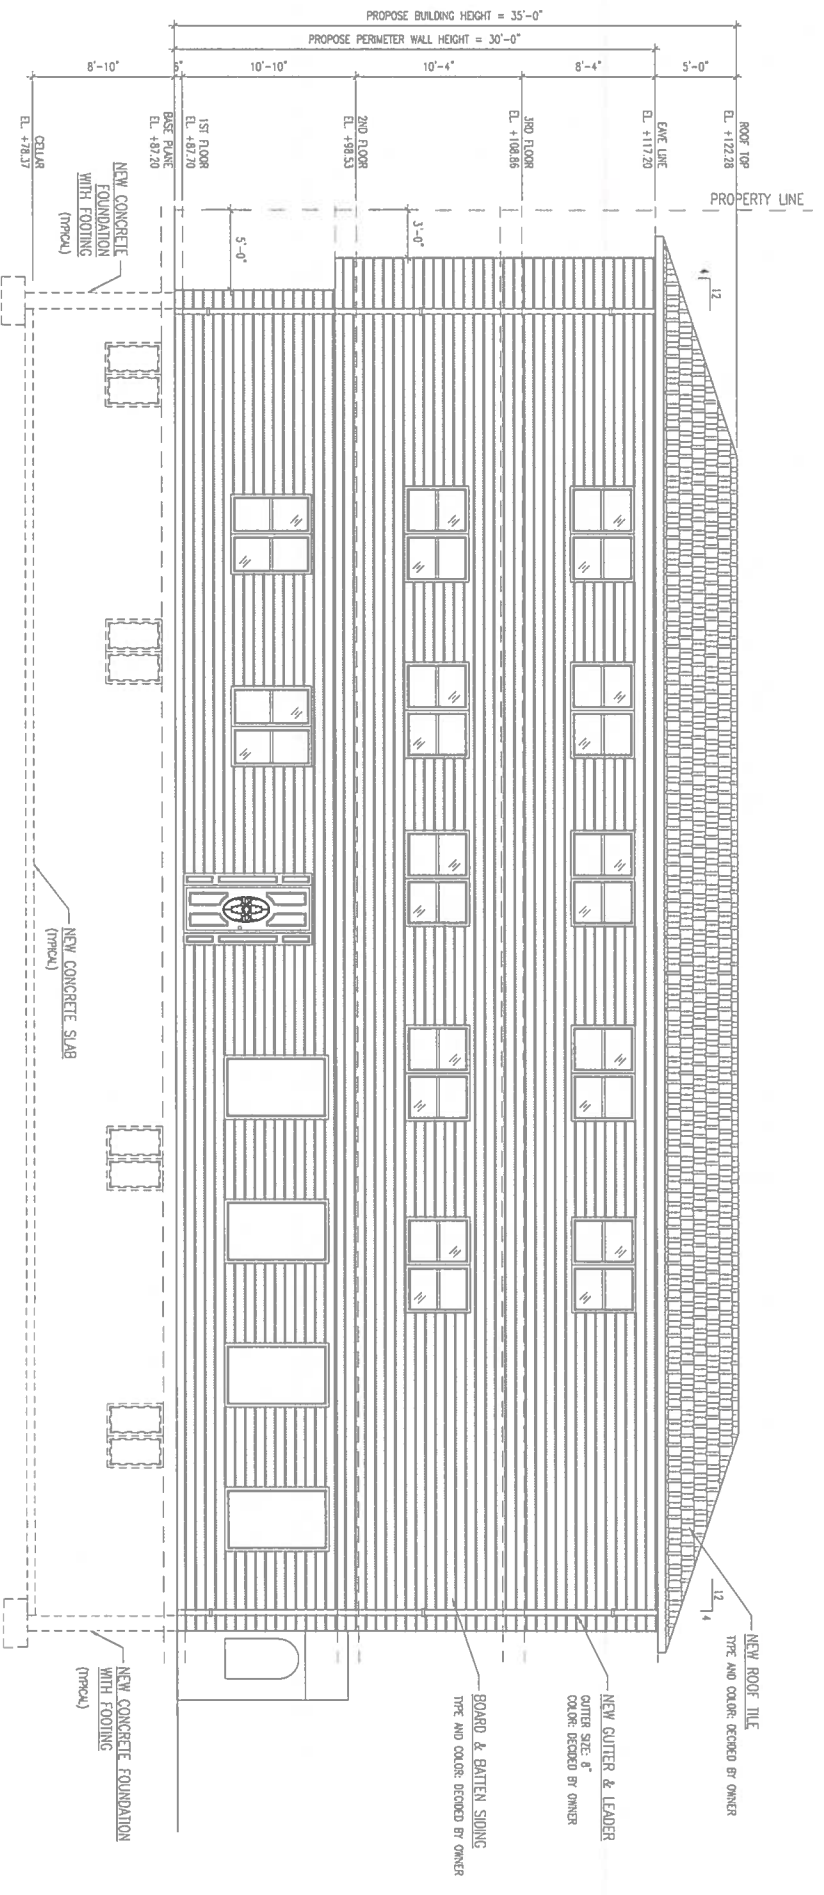 PROPOSE BUILDING HEIGHT = 35'-0"
PROPOSE PERIMETER WALL HEIGHT = 30'-0"
8'-10"
6"
10'-10"
10'-4"
8'-4"
5'-0"
ROOF TOP
EL. +122.28
EAVE LINE
EL. +117.20
3RD FLOOR
EL. +108.86
2ND FLOOR
EL. +98.53
1ST FLOOR
EL. +87.70
BASE PLANE
EL. +87.20
CELLAR
EL. +78.37
PROPERTY LINE
NEW CONCRETE
FOUNDATION
WITH FOOTING
(TYPICAL)
5'-0"
3'-0"
12
4
NEW CONCRETE SLAB
(TYPICAL)
12
4
NEW ROOF TILE
TYPE AND COLOR: DECIDED BY OWNER
NEW GUTTER & LEADER
GUTTER SIZE: 8"
COLOR: DECIDED BY OWNER
BOARD & BATTEN SIDING
TYPE AND COLOR: DECIDED BY OWNER
NEW CONCRETE FOUNDATION
WITH FOOTING
(TYPICAL)